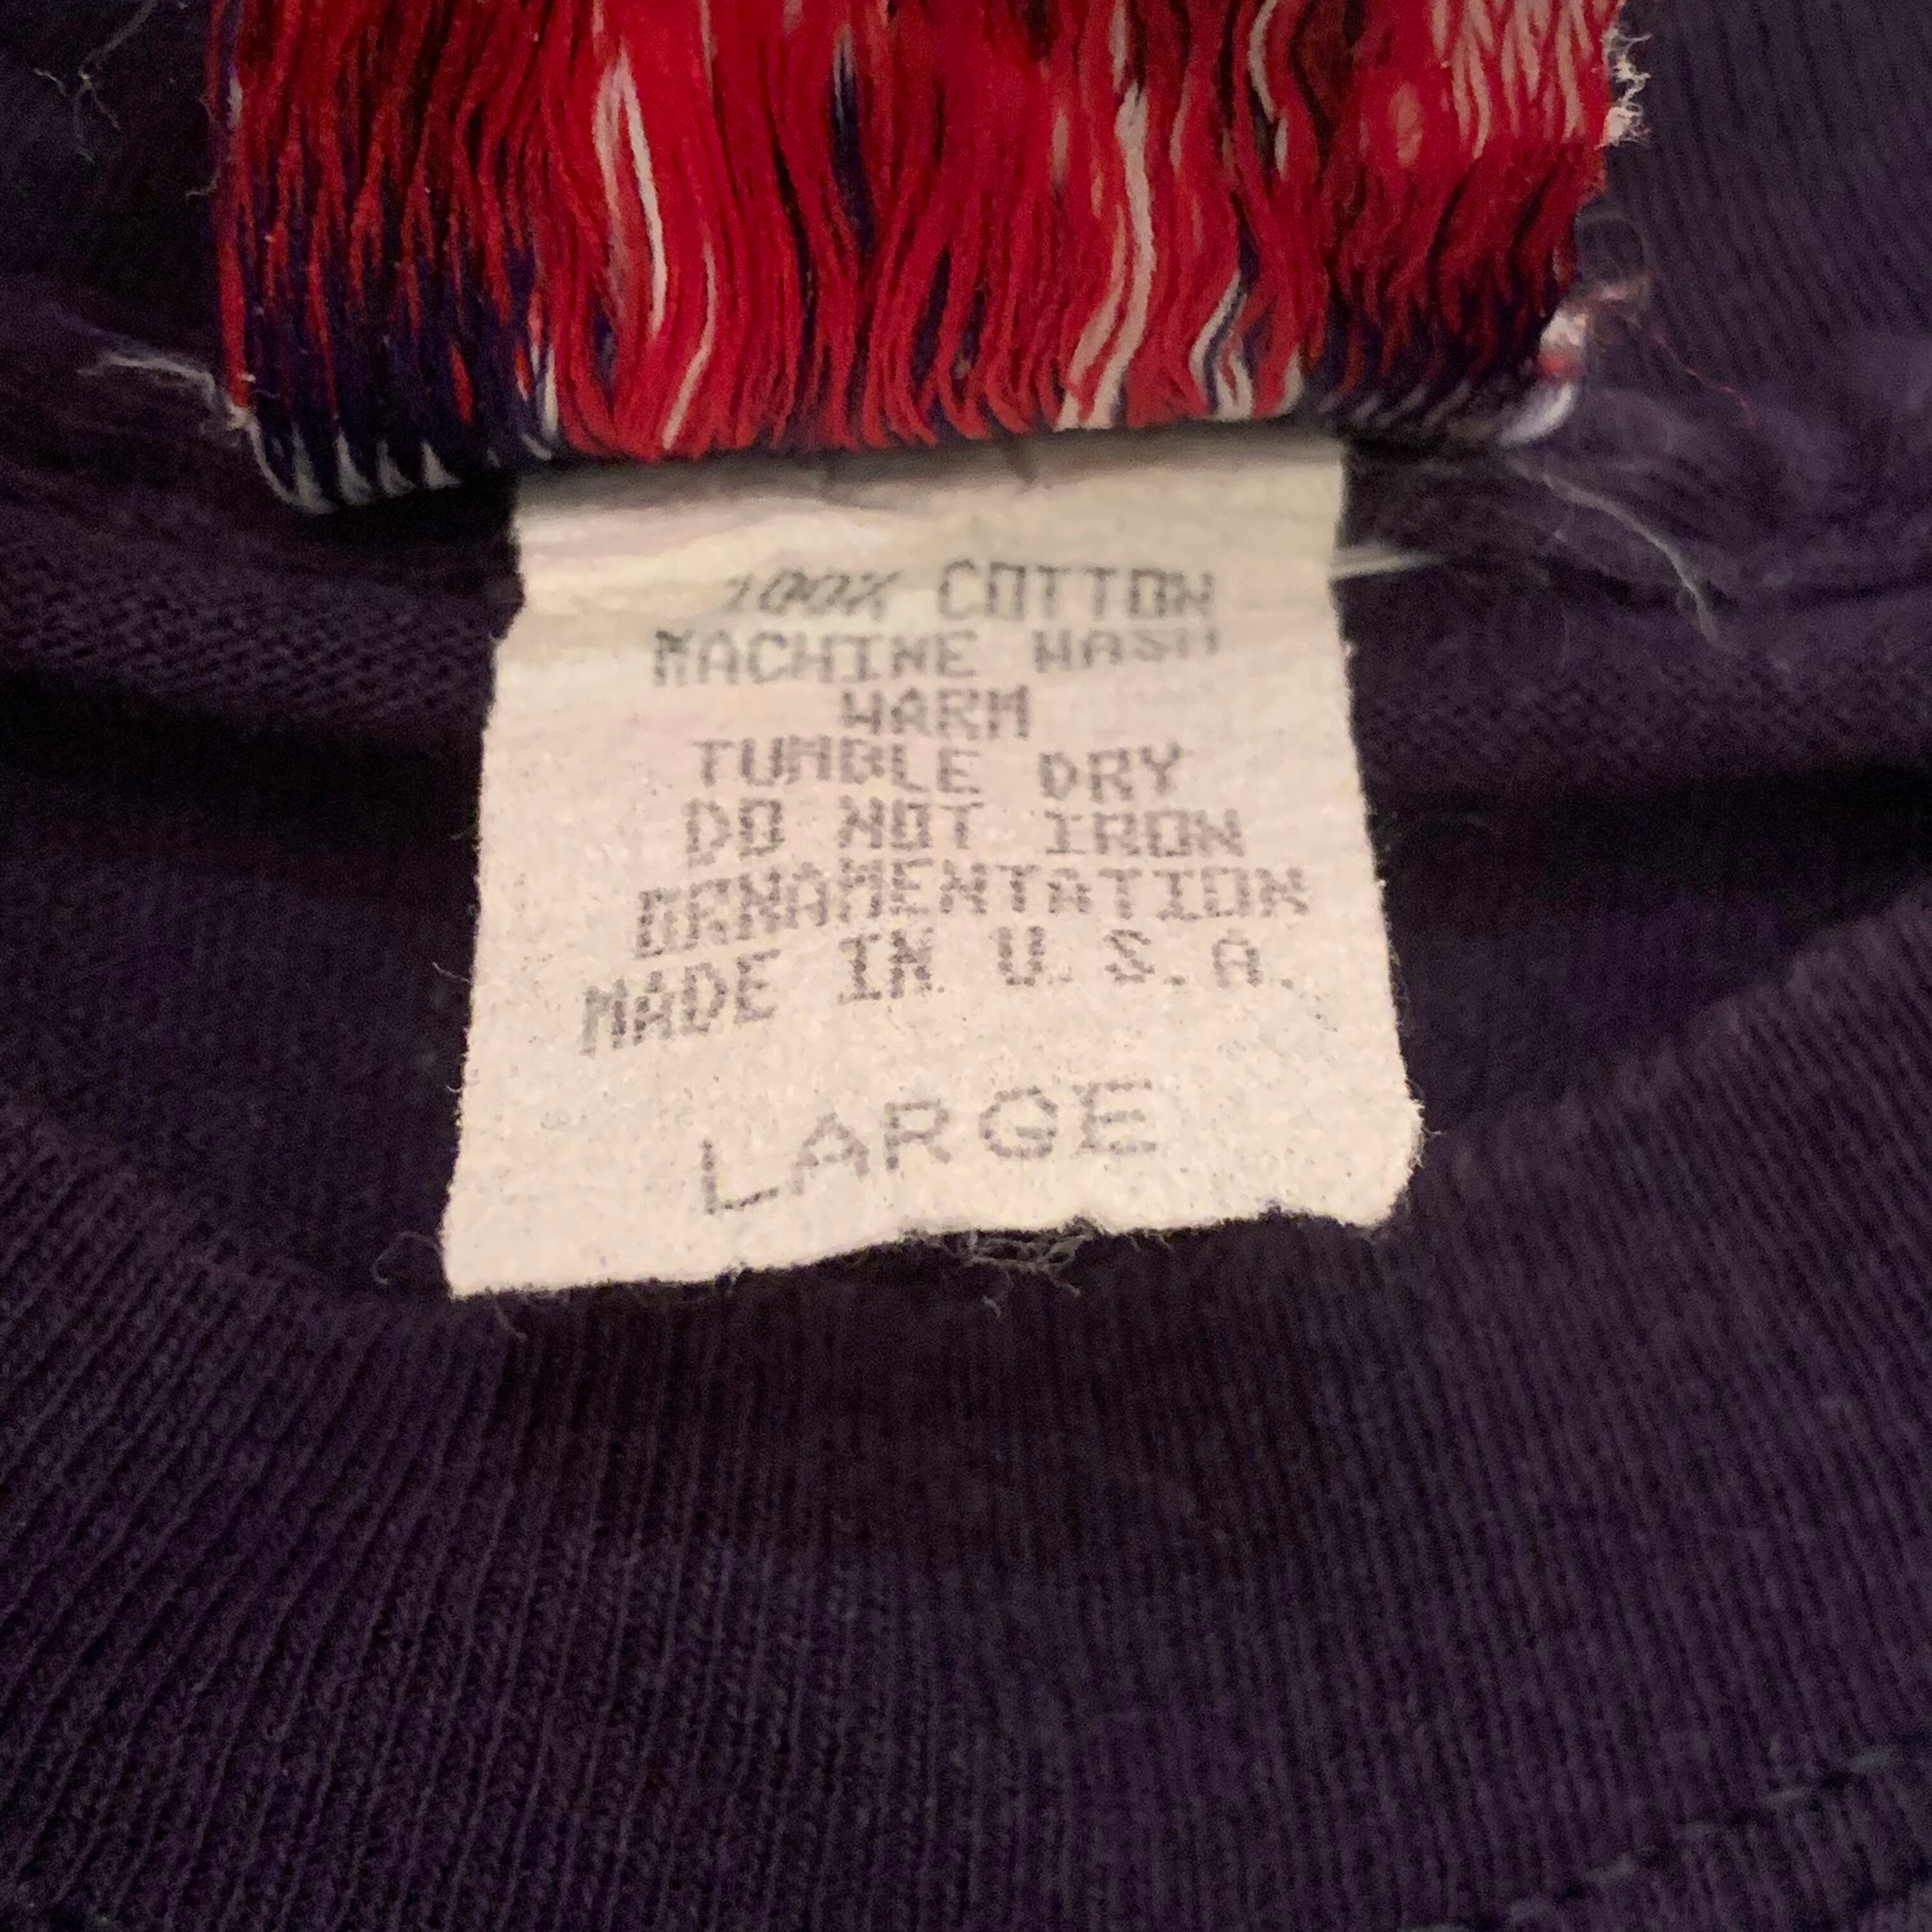 100% COTTON
MACHINE WASH
WARM
TUMBLE DRY
DO NOT IRON
ORNAMENTATION
MADE IN U.S.A.
LARGE